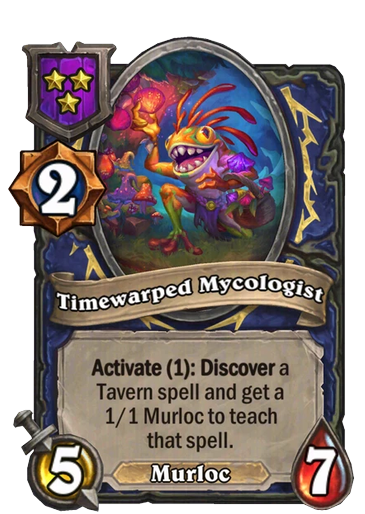 2
Timewarped Mycologist
Activate (1): Discover a
Tavern spell and get a
1/1 Murloc to teach
that spell.
5
Murloc
7